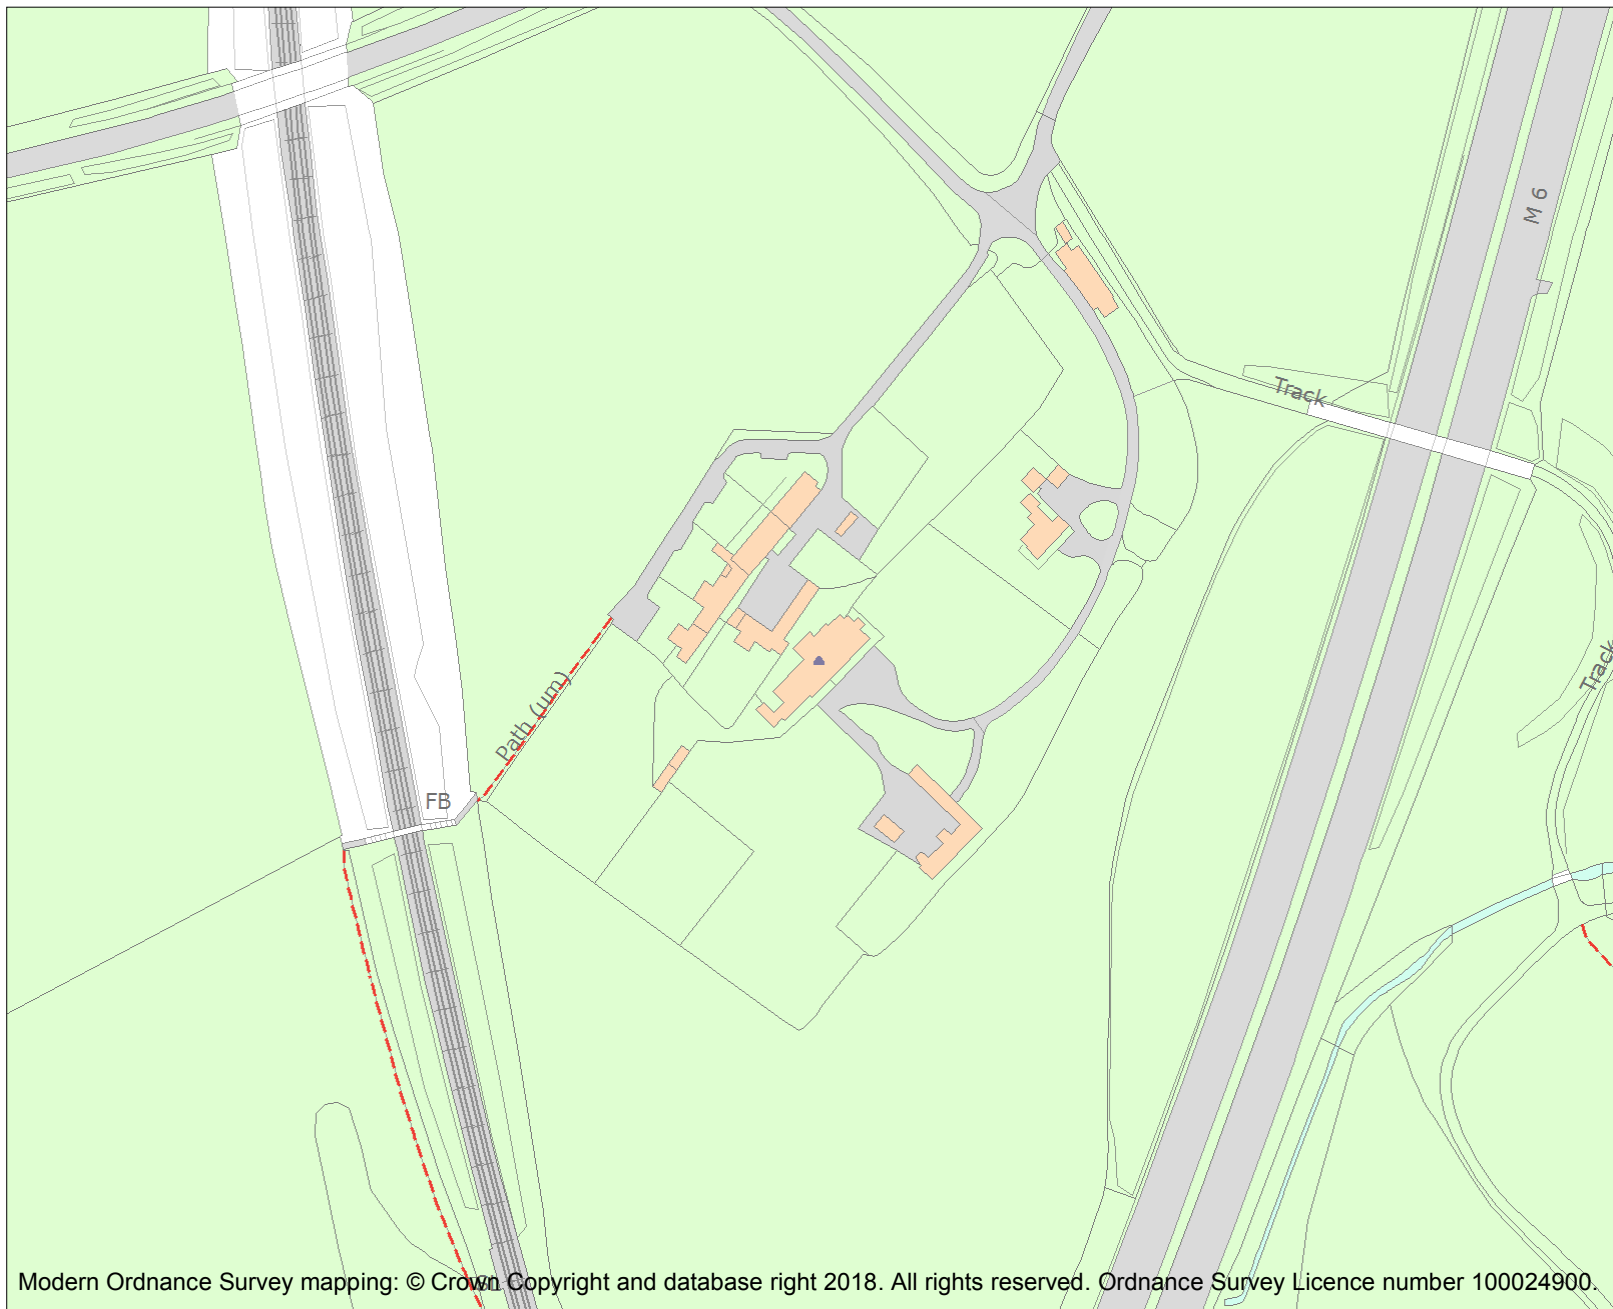 M 6
Track
Track
Path (um)
FB
Modern Ordnance Survey mapping: © Crown Copyright and database right 2018. All rights reserved. Ordnance Survey Licence number 100024900.